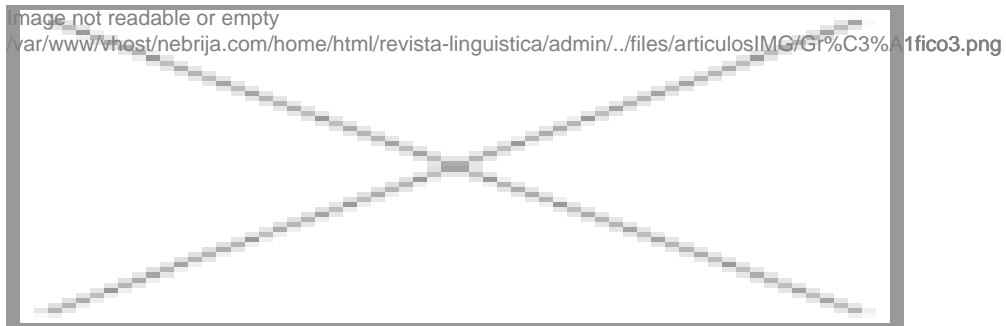 Image not readable or empty
/var/www/vhost/nebrija.com/home/html/revista-linguistica/admin/../files/articulosIMG/Gr%C3%A1fico3.png